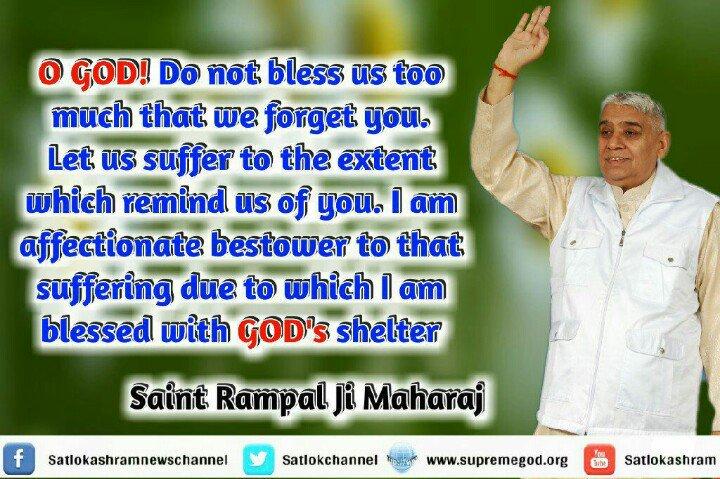 O GOD! Do not bless us too
much that we forget you.
Let us suffer to the extent
which remind us of you. I am
affectionate bestower to that
suffering due to which I am
blessed with GOD's shelter
Saint Rampal Ji Maharaj
f Satlokashramnewschannel Satlokchannel www.supremegod.org You Tube Satlokashram